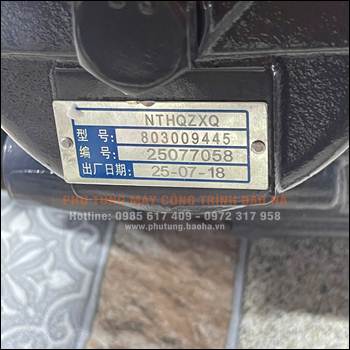 NTHQZXQ
型 号: 803009445
编 号: 25077058
出厂日期: 25-07-18
PHỤ TÙNG MÁY CÔNG TRÌNH BẢO HÀ
Hotline: 0985 617 409 - 0972 317 958
www.phutung.baoha.vn